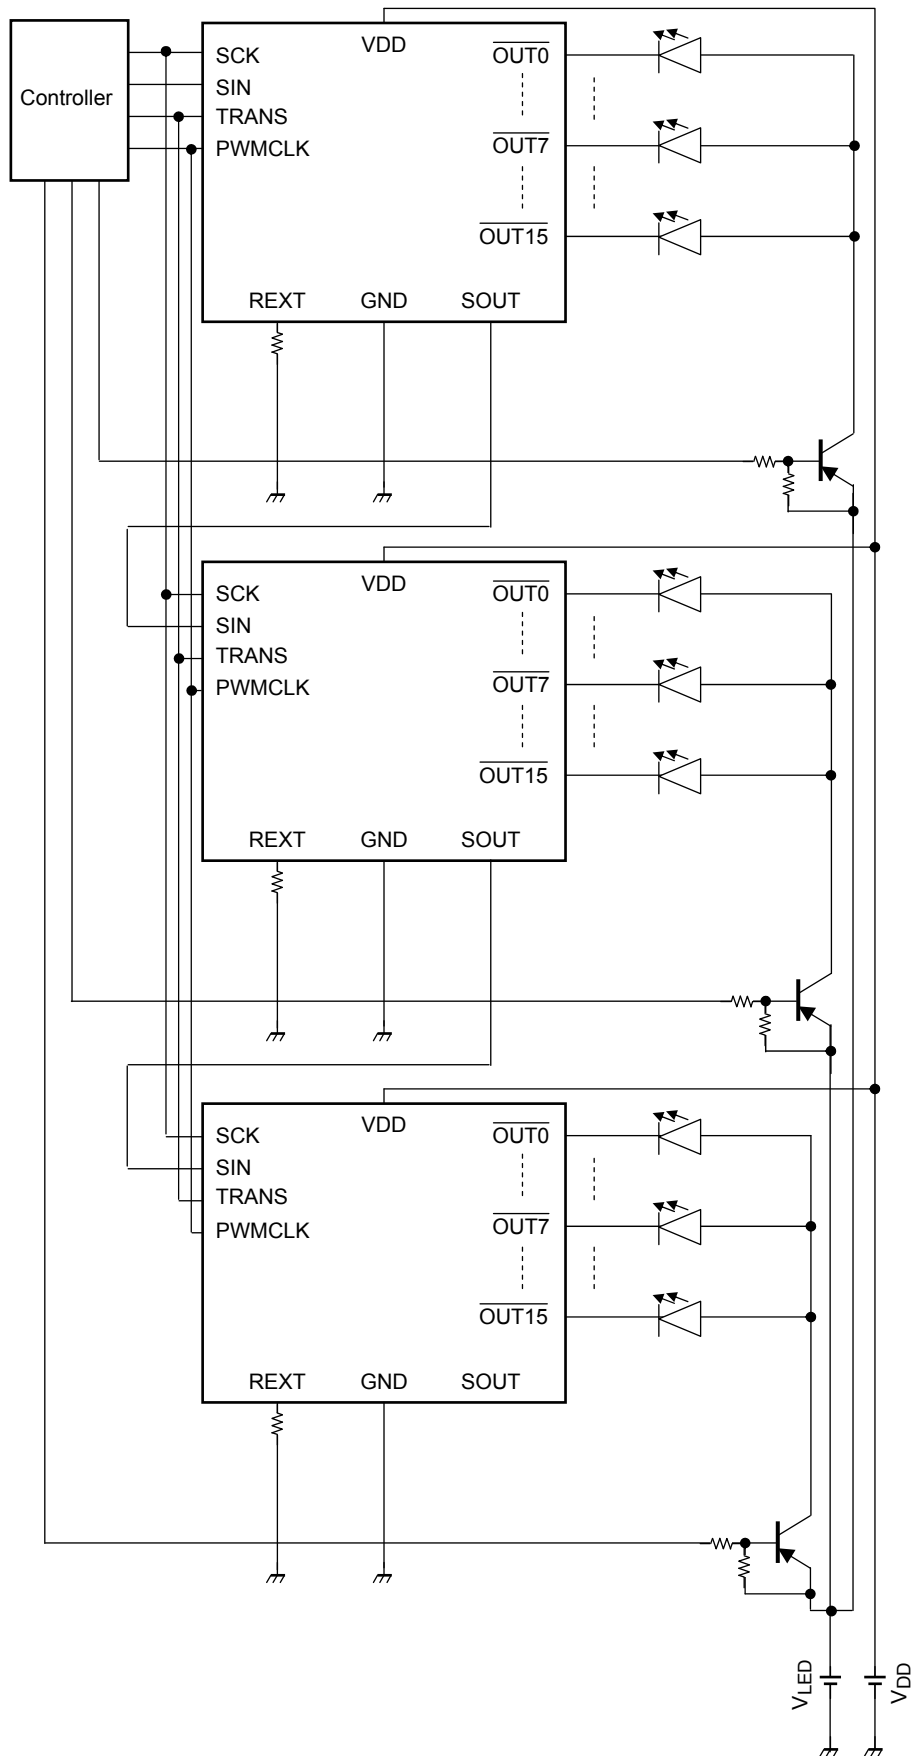 Controller
SCK
SIN
TRANS
PWMCLK
VDD
OUT0
OUT7
OUT15
REXT
GND
SOUT
VDD
SCK
SIN
TRANS
PWMCLK
OUT0
OUT7
OUT15
REXT
GND
SOUT
VDD
SCK
SIN
TRANS
PWMCLK
OUT0
OUT7
OUT15
REXT
GND
SOUT
VLED
VDD